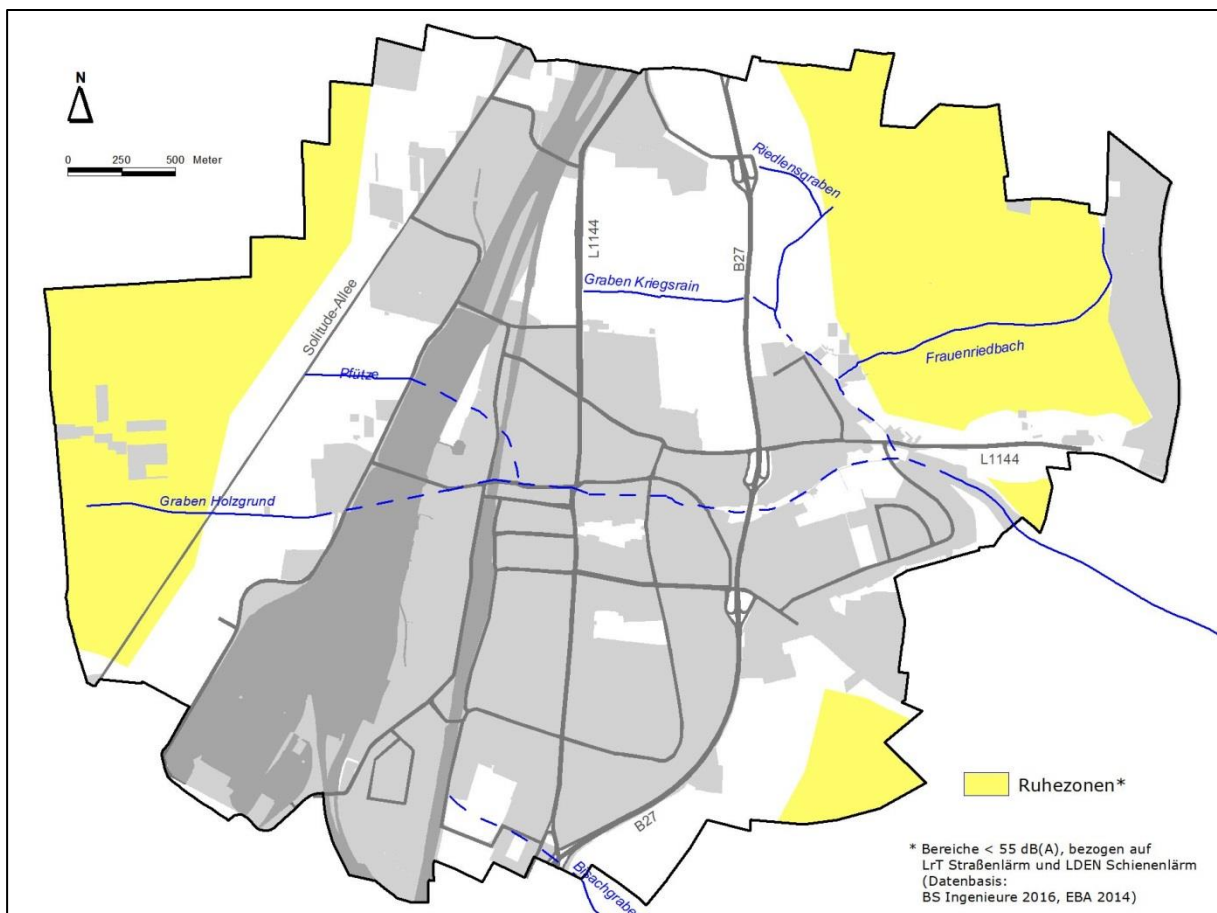 N
0 250 500 Meter
Riedlensgraben
L1144
B27
Graben Kriegsrain
Solitude-Allee
Frauenriedbach
Pfütze
L1144
Graben Holzgrund
Ruhezonen*
B27
* Bereiche < 55 dB(A), bezogen auf
LrT Straßenlärm und LDEN Schienenlärm
(Datenbasis:
BS Ingenieure 2016, EBA 2014)
Bisachgraben